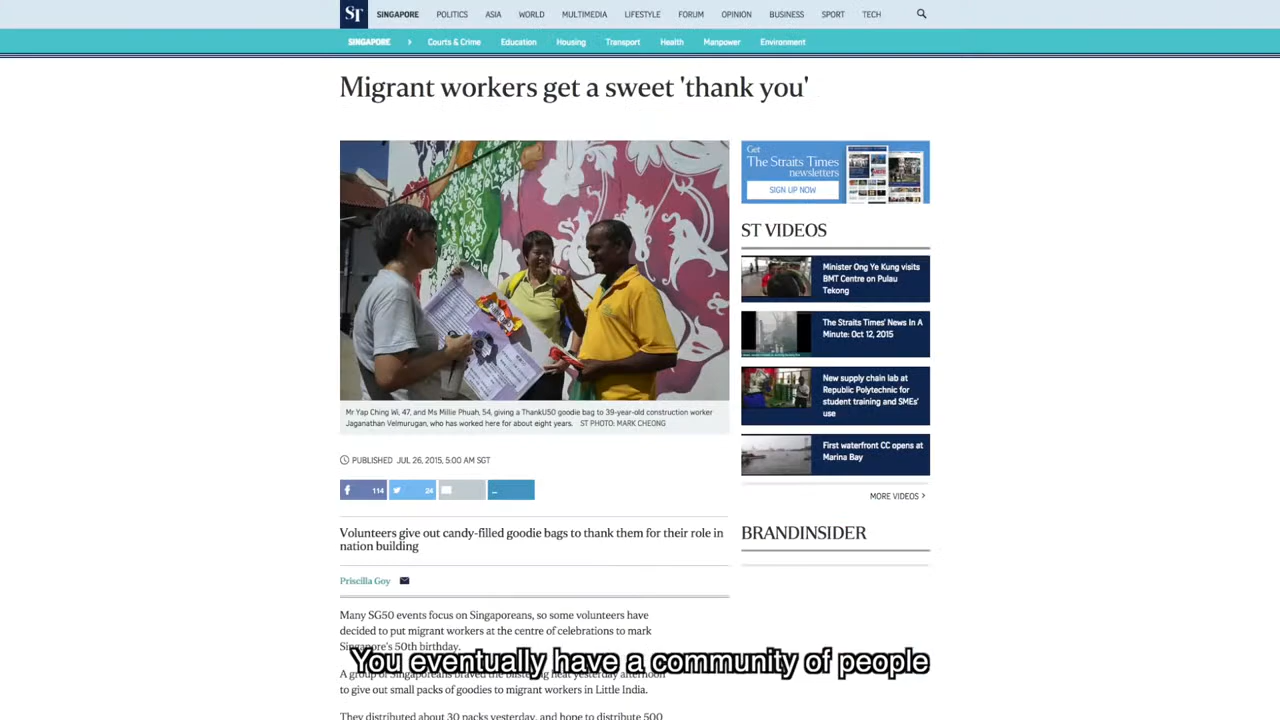 ST SINGAPORE POLITICS ASIA WORLD MULTIMEDIA LIFESTYLE FORUM OPINION BUSINESS SPORT TECH
SINGAPORE > Courts & Crime Education Housing Transport Health Manpower Environment
Migrant workers get a sweet 'thank you'
Mr Yap Ching Wi, 47, and Ms Millie Phuah, 54, giving a ThankU50 goodie bag to 39-year-old construction worker
Jaganathan Velmurugan, who has worked here for about eight years. ST PHOTO: MARK CHEONG
PUBLISHED JUL 26, 2015, 5:00 AM SGT
114 24 ...
Volunteers give out candy-filled goodie bags to thank them for their role in
nation building
Priscilla Goy
Many SG50 events focus on Singaporeans, so some volunteers have
decided to put migrant workers at the centre of celebrations to mark
Singapore's 50th birthday.
A group of Singaporeans braved the blistering heat yesterday afternoon
to give out small packs of goodies to migrant workers in Little India.
They distributed about 30 packs yesterday, and hope to distribute 500
Get
The Straits Times
newsletters
SIGN UP NOW
ST VIDEOS
Minister Ong Ye Kung visits
BMT Centre on Pulau
Tekong
The Straits Times' News In A
Minute: Oct 12, 2015
New supply chain lab at
Republic Polytechnic for
student training and SMEs'
use
First waterfront CC opens at
Marina Bay
MORE VIDEOS >
BRANDINSIDER
You eventually have a community of people